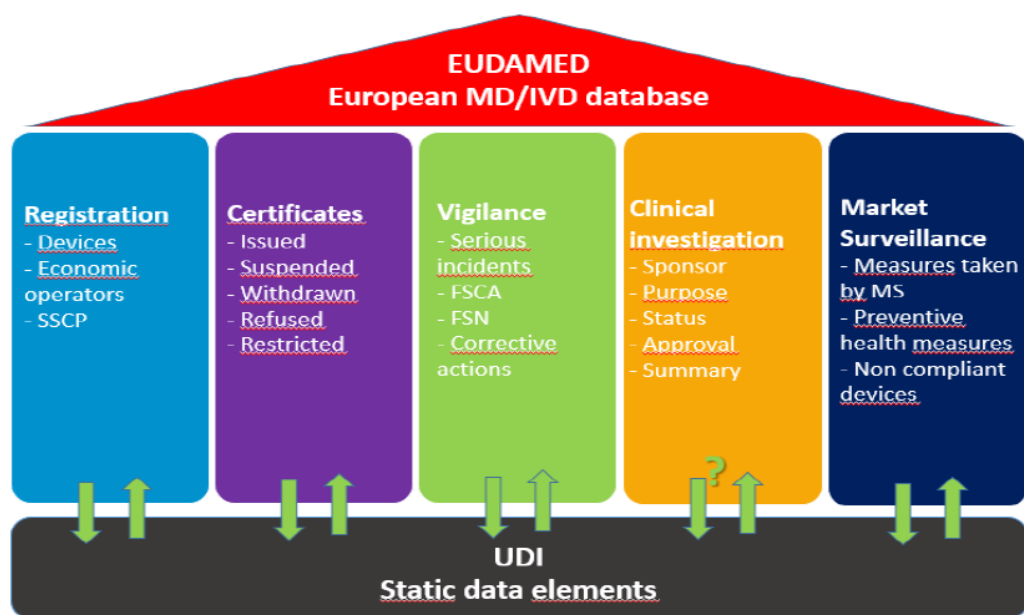 EUDAMED
European MD/IVD database
Registration
- Devices
- Economic
operators
- SSCP
Certificates
- Issued
- Suspended
- Withdrawn
- Refused
- Restricted
Vigilance
- Serious
incidents
- FSCA
- FSN
- Corrective
actions
Clinical
investigation
- Sponsor
- Purpose
- Status
- Approval
- Summary
Market
Surveillance
- Measures taken
by MS
- Preventive
health measures
- Non compliant
devices
?
UDI
Static data elements